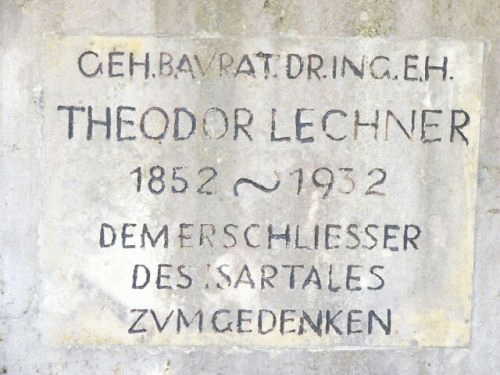 GEH.BAVRAT.DR.ING.E.H.
THEODOR LECHNER
1852 ~ 1932
DEM ERSCHLIESSER
DES ISARTALES
ZVM GEDENKEN